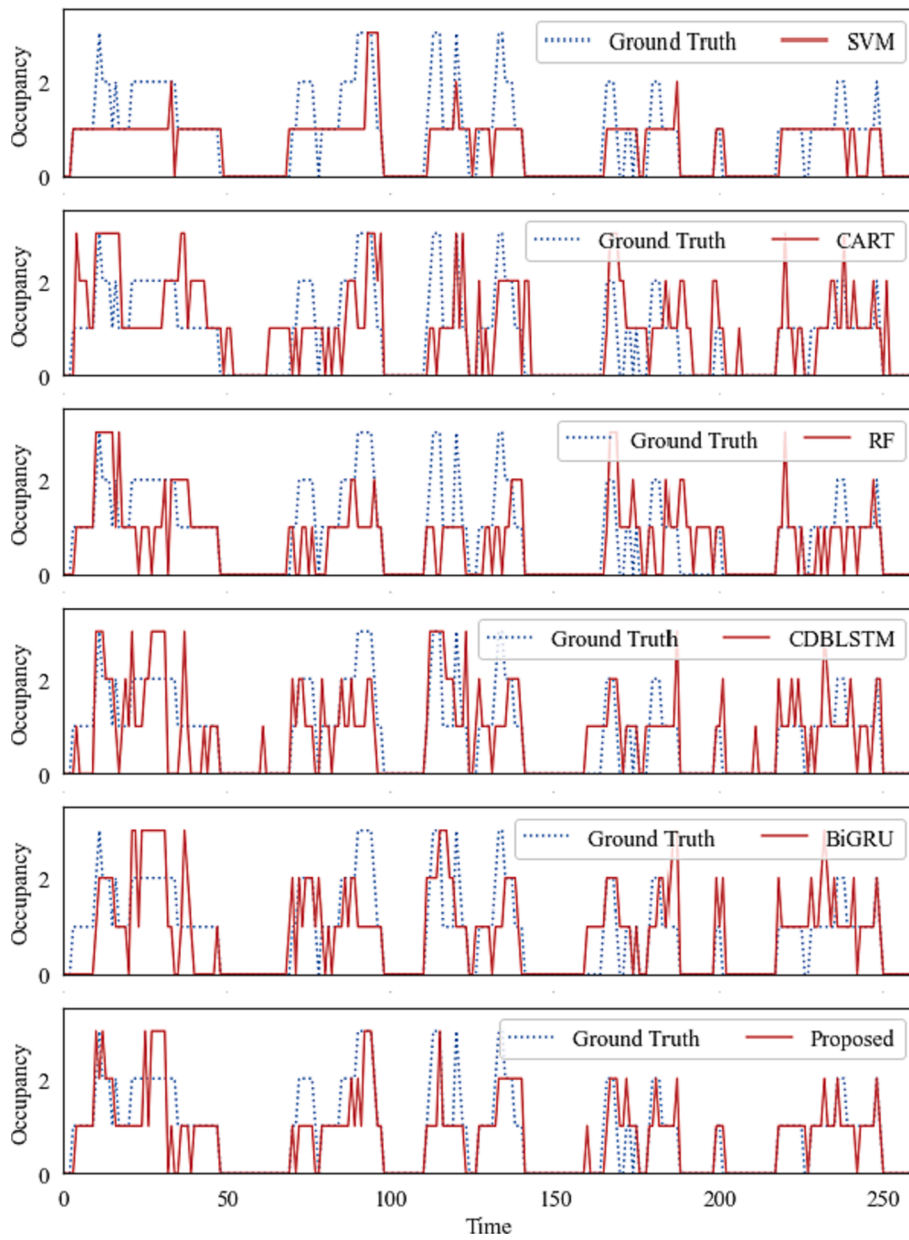 Ground Truth SVM
Occupancy
2
0
Ground Truth CART
Occupancy
2
0
Ground Truth RF
Occupancy
2
0
Ground Truth CDBLSTM
Occupancy
2
0
Ground Truth BiGRU
Occupancy
2
0
Ground Truth Proposed
Occupancy
2
0
0 50 100 150 200 250
Time